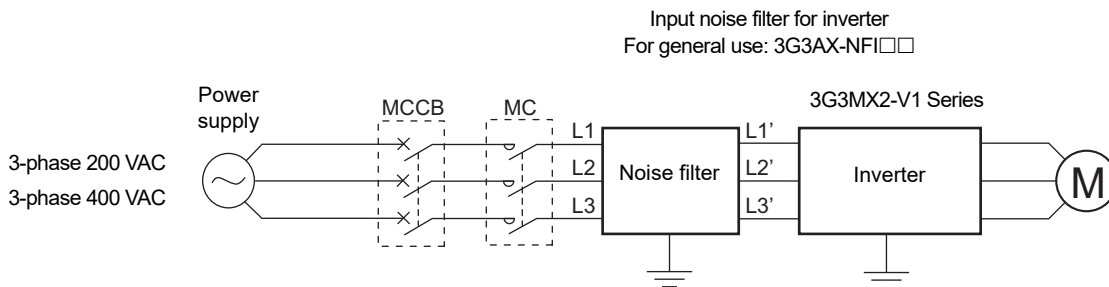 Input noise filter for inverter
For general use: 3G3AX-NFI□□
Power
supply
MCCB
MC
3G3MX2-V1 Series
3-phase 200 VAC
3-phase 400 VAC
L1
L2
L3
Noise filter
L1’
L2’
L3’
Inverter
M